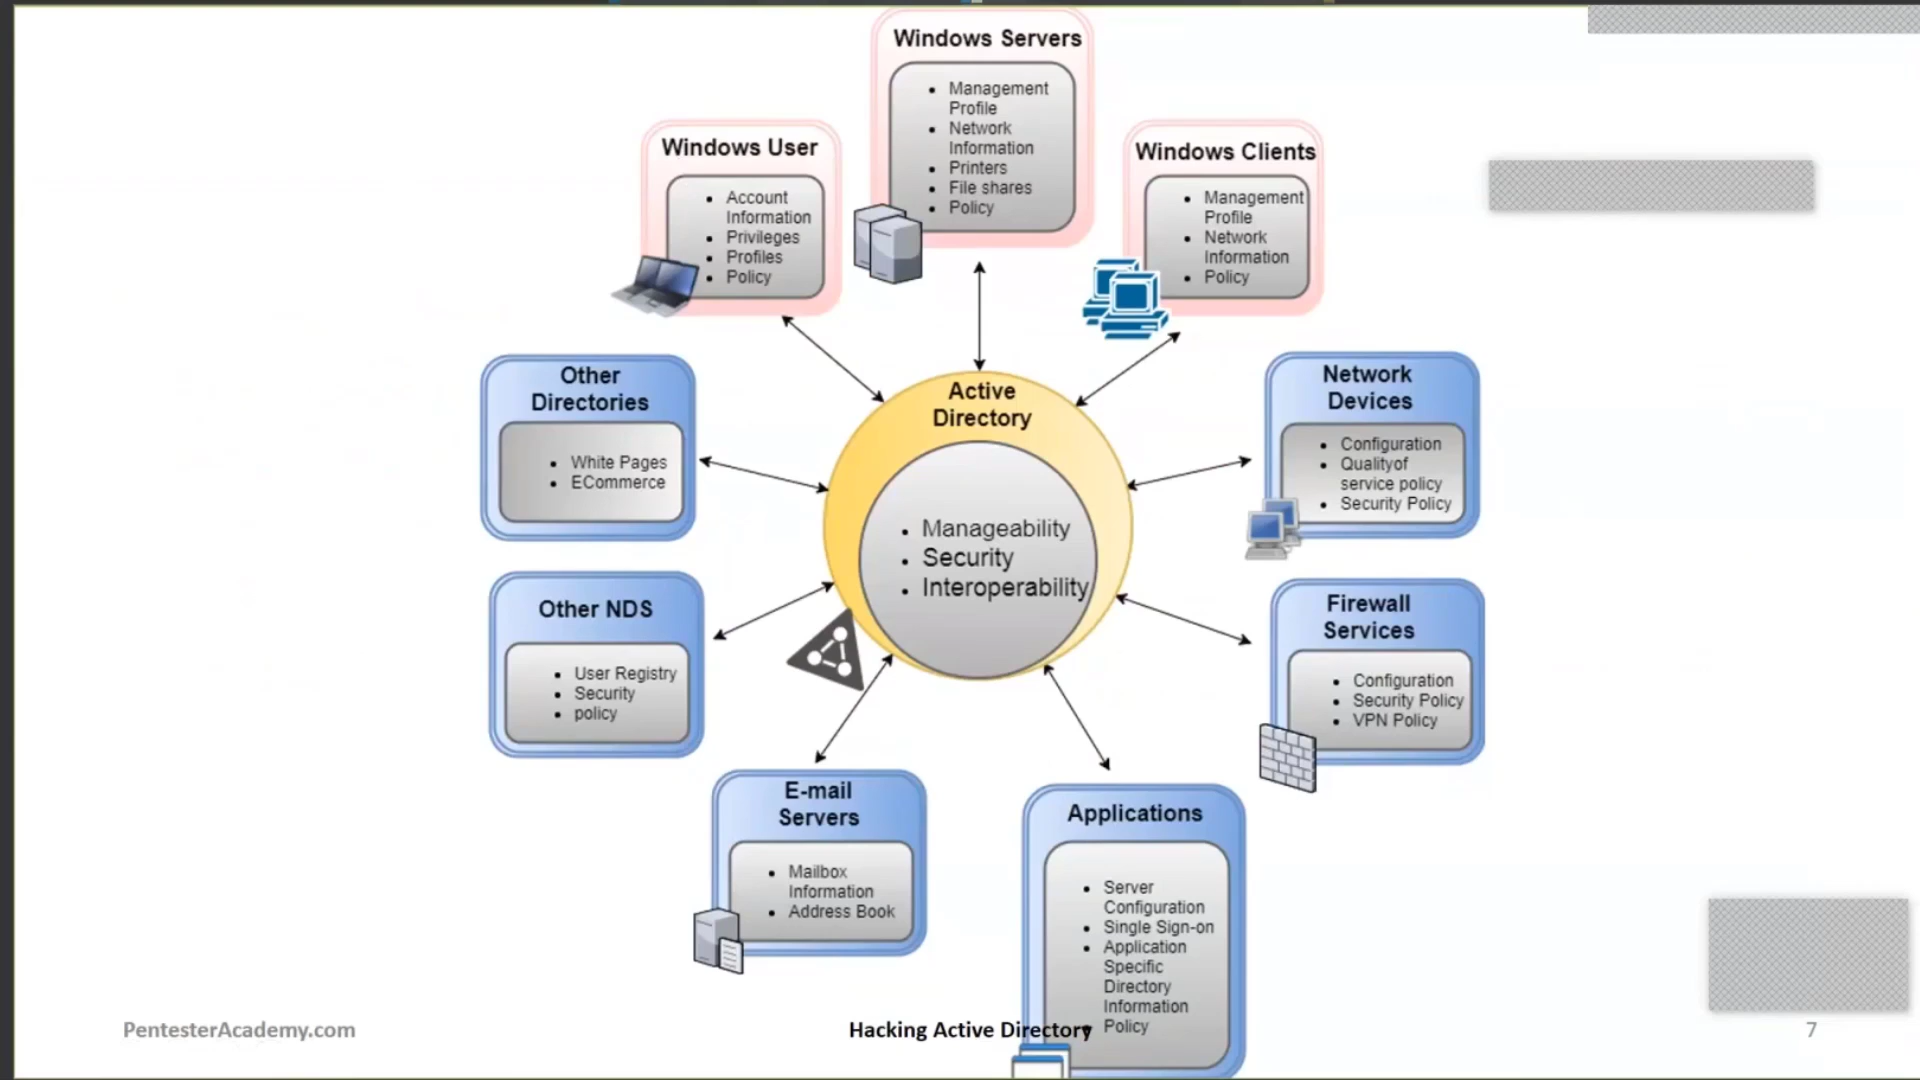 Windows Servers
Management
Profile
Network
Information
Printers
File shares
Policy
Windows User
Account
Information
Privileges
Profiles
Policy
Windows Clients
Management
Profile
Network
Information
Policy
Other
Directories
White Pages
ECommerce
Active
Directory
Manageability
Security
Interoperability
Network
Devices
Configuration
Qualityof
service policy
Security Policy
Other NDS
User Registry
Security
policy
Firewall
Services
Configuration
Security Policy
VPN Policy
E-mail
Servers
Mailbox
Information
Address Book
Applications
Server
Configuration
Single Sign-on
Application
Specific
Directory
Information
Policy
PentesterAcademy.com
Hacking Active Directory
7